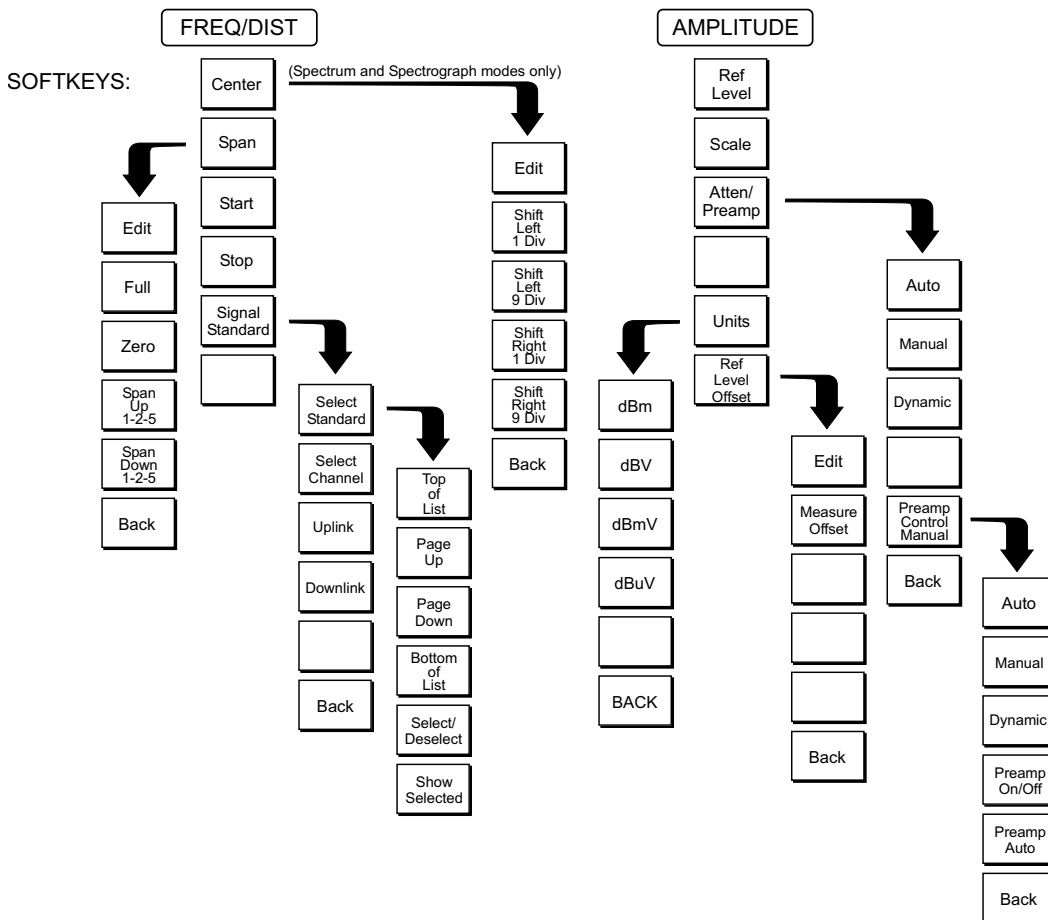 FREQ/DIST
AMPLITUDE
SOFTKEYS:
Center
(Spectrum and Spectrograph modes only)
Span
Start
Stop
Signal
Standard
Edit
Full
Zero
Span
Up
1-2-5
Span
Down
1-2-5
Back
Select
Standard
Select
Channel
Uplink
Downlink
Back
Top
of
List
Page
Up
Page
Down
Bottom
of
List
Select/
Deselect
Show
Selected
Edit
Shift
Left
1 Div
Shift
Left
9 Div
Shift
Right
1 Div
Shift
Right
9 Div
Back
Ref
Level
Scale
Atten/
Preamp
Units
Ref
Level
Offset
dBm
dBV
dBmV
dBuV
BACK
Edit
Measure
Offset
Back
Auto
Manual
Dynamic
Preamp
Control
Manual
Back
Auto
Manual
Dynamic
Preamp
On/Off
Preamp
Auto
Back